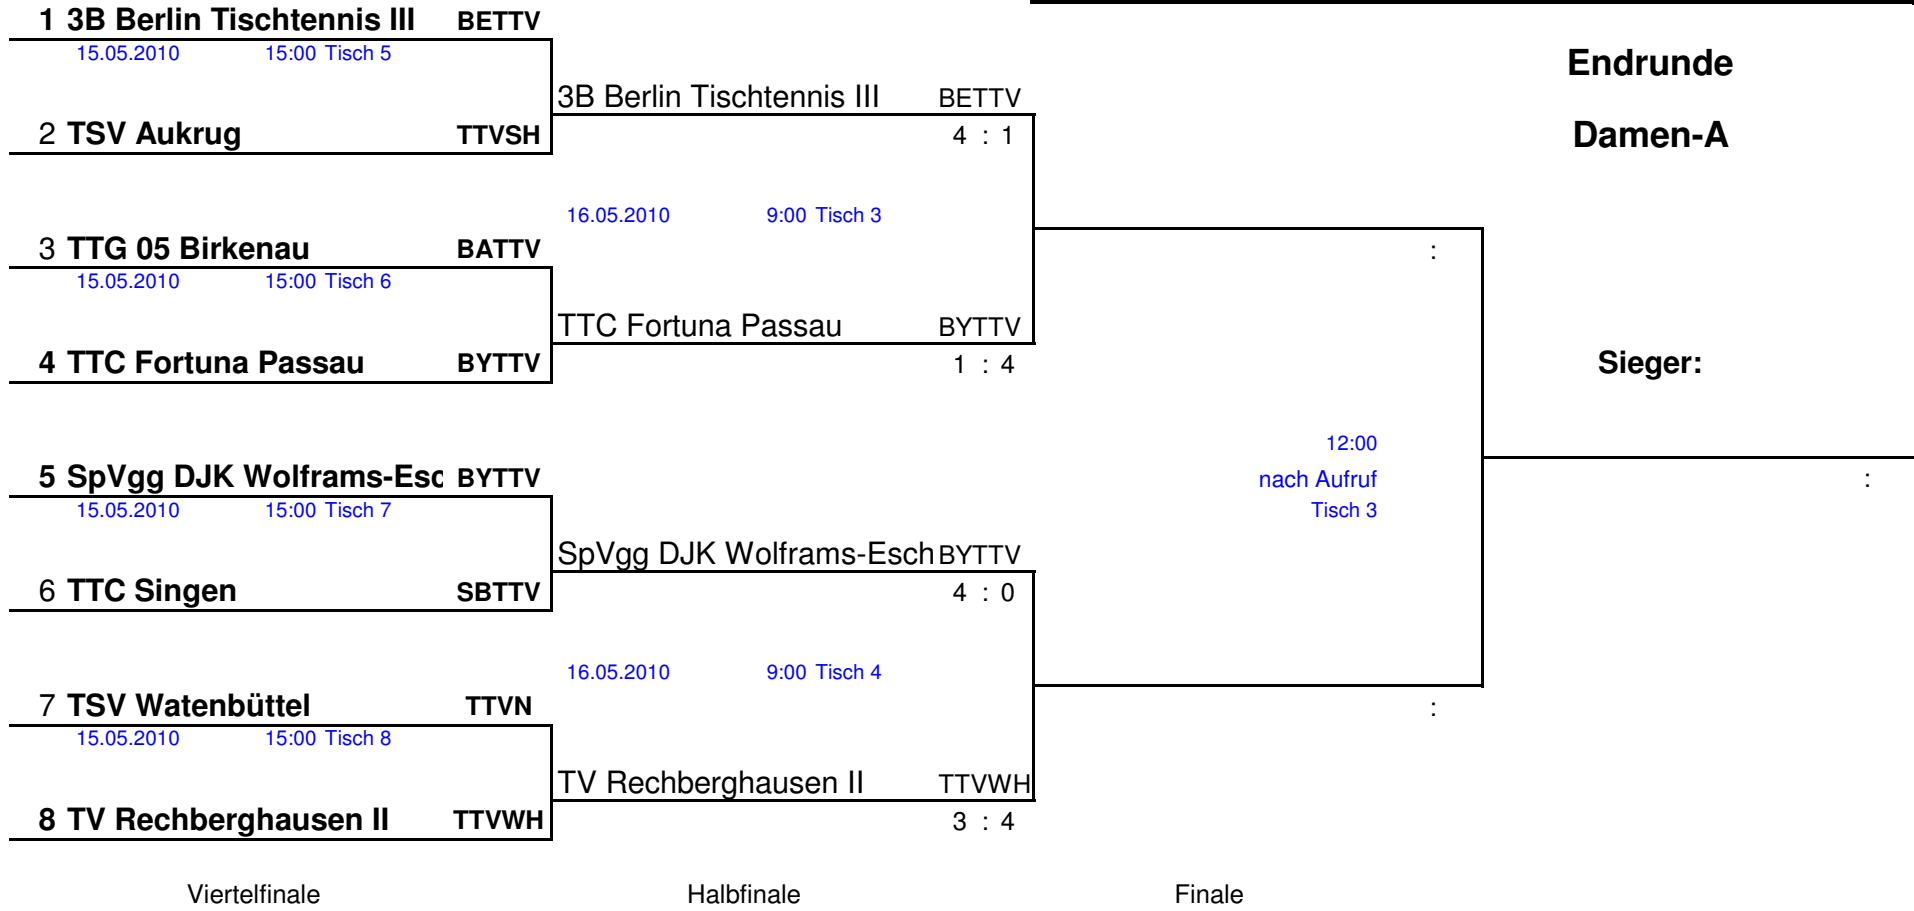 1 3B Berlin Tischtennis III BETTV
15.05.2010 15:00 Tisch 5
Endrunde
3B Berlin Tischtennis III BETTV
2 TSV Aukrug TTVSH
4 : 1
Damen-A
16.05.2010 9:00 Tisch 3
3 TTG 05 Birkenau BATTV
:
15.05.2010 15:00 Tisch 6
TTC Fortuna Passau BYTTV
4 TTC Fortuna Passau BYTTV
1 : 4
Sieger:
12:00
5 SpVgg DJK Wolframs-Esc BYTTV
nach Aufruf
:
15.05.2010 15:00 Tisch 7
Tisch 3
SpVgg DJK Wolframs-Esch BYTTV
6 TTC Singen SBTTV
4 : 0
16.05.2010 9:00 Tisch 4
7 TSV Watenbüttel TTVN
:
15.05.2010 15:00 Tisch 8
TV Rechberghausen II TTVWH
8 TV Rechberghausen II TTVWH
3 : 4
Viertelfinale Halbfinale Finale